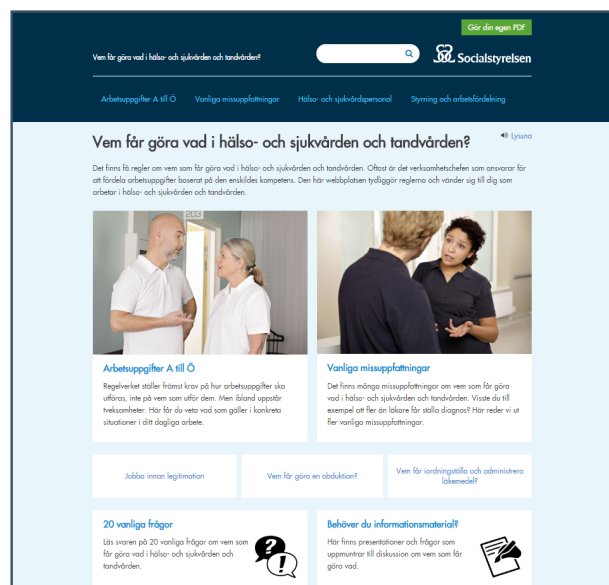 Gör din egen PDF
Vem får göra vad i hälso- och sjukvården och tandvården?
Socialstyrelsen
Arbetsuppgifter A till Ö
Vanliga missuppfattningar
Hälso- och sjukvårdspersonal
Styrning och arbetsfördelning
Vem får göra vad i hälso- och sjukvården och tandvården?
Lyssna
Det finns få regler om vem som får göra vad i hälso- och sjukvården och tandvården. Oftast är det verksamhetschefen som ansvarar för
att fördela arbetsuppgifter baserat på den enskildes kompetens. Den här webbplatsen tydliggör reglerna och vänder sig till dig som
arbetar i hälso- och sjukvården och tandvården.
203
Arbetsuppgifter A till Ö
Regelverket ställer främst krav på hur arbetsuppgifter ska
utföras, inte på vem som utför dem. Men ibland uppstår
tveksamheter. Här får du veta vad som gäller i konkreta
situationer i ditt dagliga arbete.
Vanliga missuppfattningar
Det finns många missuppfattningar om vem som får göra
vad i hälso- och sjukvården och tandvården. Visste du till
exempel att fler än läkare får ställa diagnos? Här reder vi ut
fler vanliga missuppfattningar.
Jobba innan legitimation
Vem får göra en abduktion?
Vem får iordningställa och administrera
läkemedel?
20 vanliga frågor
Läs svaren på 20 vanliga frågor om vem som
får göra vad i hälso- och sjukvården och
tandvården.
Behöver du informationsmaterial?
Här finns presentationer och frågor som
uppmuntrar till diskussion om vem som får
göra vad.